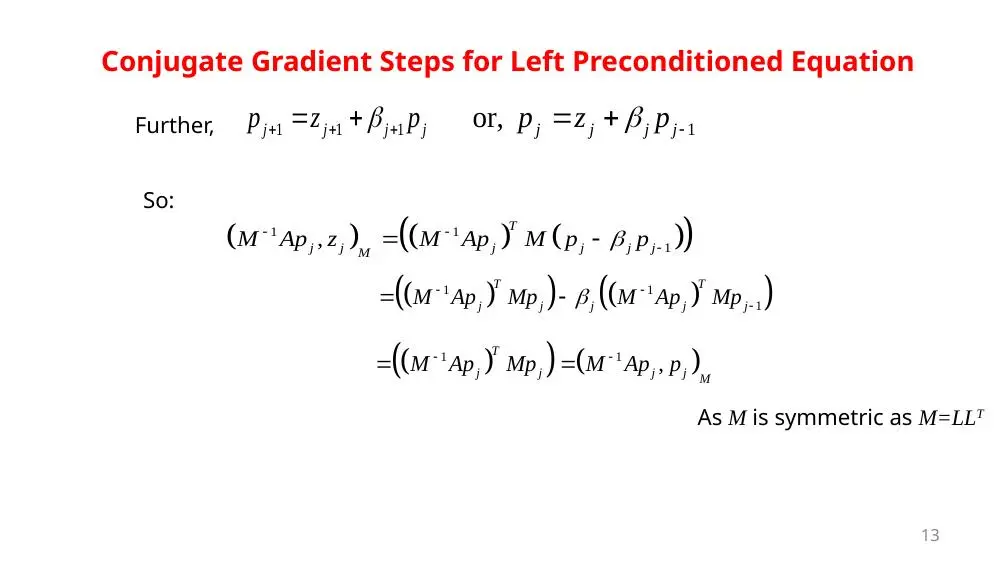 Conjugate Gradient Steps for Left Preconditioned Equation
Further, p_{j+1} = z_{j+1} + β_{j+1} p_j or, p_j = z_j + β_j p_{j−1}
So:
(M^{−1}Ap_j, z_j)_M = ((M^{−1}Ap_j)^T M(p_j − β_j p_{j−1}))
= ((M^{−1}Ap_j)^T Mp_j) − β_j ((M^{−1}Ap_j)^T Mp_{j−1})
= ((M^{−1}Ap_j)^T Mp_j) = (M^{−1}Ap_j, p_j)_M
As M is symmetric as M=LL^T
13